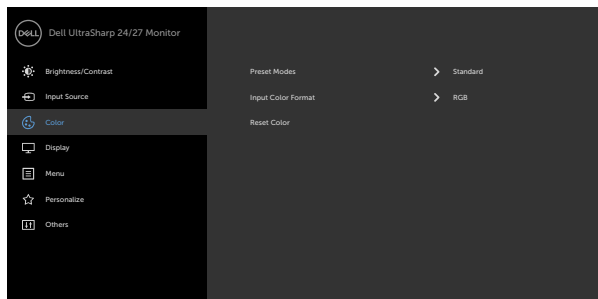 DELL Dell UltraSharp 24/27 Monitor
Brightness/Contrast
Preset Modes Standard
Input Source
Input Color Format RGB
Color
Reset Color
Display
Menu
Personalize
Others